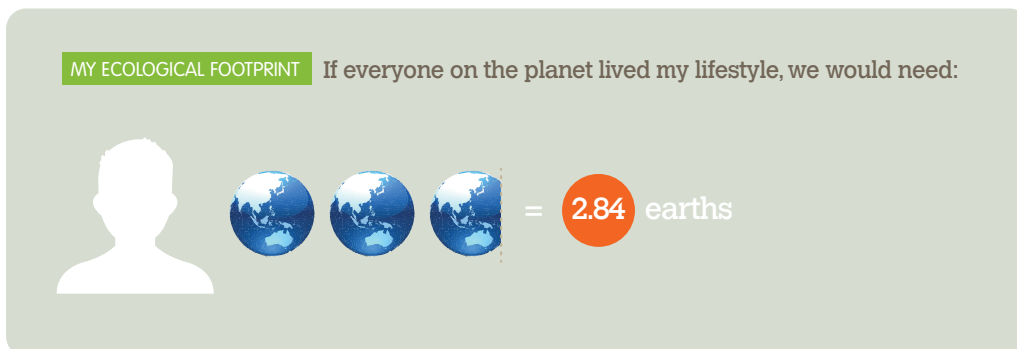 MY ECOLOGICAL FOOTPRINT If everyone on the planet lived my lifestyle, we would need:
= 2.84 earths